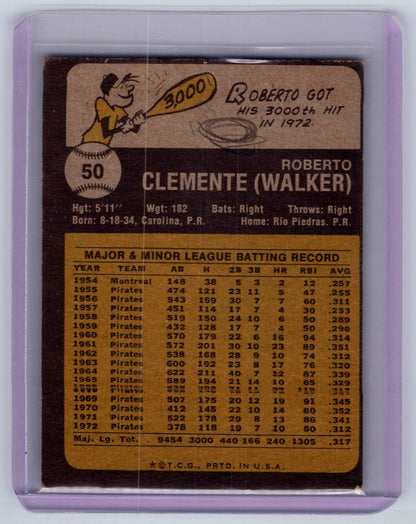 3,000
ROBERTO GOT
HIS 3000th HIT
IN 1972.
50
ROBERTO
CLEMENTE (WALKER)
Hgt: 5'11" Wgt: 182 Bats: Right Throws: Right
Born: 8-18-34, Carolina, P.R. Home: Rio Piedras, P.R.
MAJOR & MINOR LEAGUE BATTING RECORD
YEAR TEAM AB H 2B 3B HR RBI AVG
1954 Montreal 148 38 5 3 2 12 .257
1955 Pirates 474 121 23 11 5 47 .255
1956 Pirates 543 169 30 7 7 60 .311
1957 Pirates 451 114 17 7 4 30 .253
1958 Pirates 519 150 24 10 6 50 .289
1959 Pirates 432 128 17 7 4 50 .296
1960 Pirates 570 179 22 6 16 94 .314
1961 Pirates 572 201 30 10 23 89 .351
1962 Pirates 538 168 28 9 10 74 .312
1963 Pirates 600 192 23 8 17 76 .320
1964 Pirates 622 211 40 7 12 87 .339
1965 Pirates 589 194 21 14 10 65 .329
1969 Pirates 507 175 20 12 19 91 .345
1970 Pirates 412 145 22 10 14 60 .352
1971 Pirates 522 178 29 8 13 86 .341
1972 Pirates 378 118 19 7 10 60 .312
Maj. Lg. Tot. 9454 3000 440 166 240 1305 .317
*© T.C.G., PRTD. IN U.S.A.